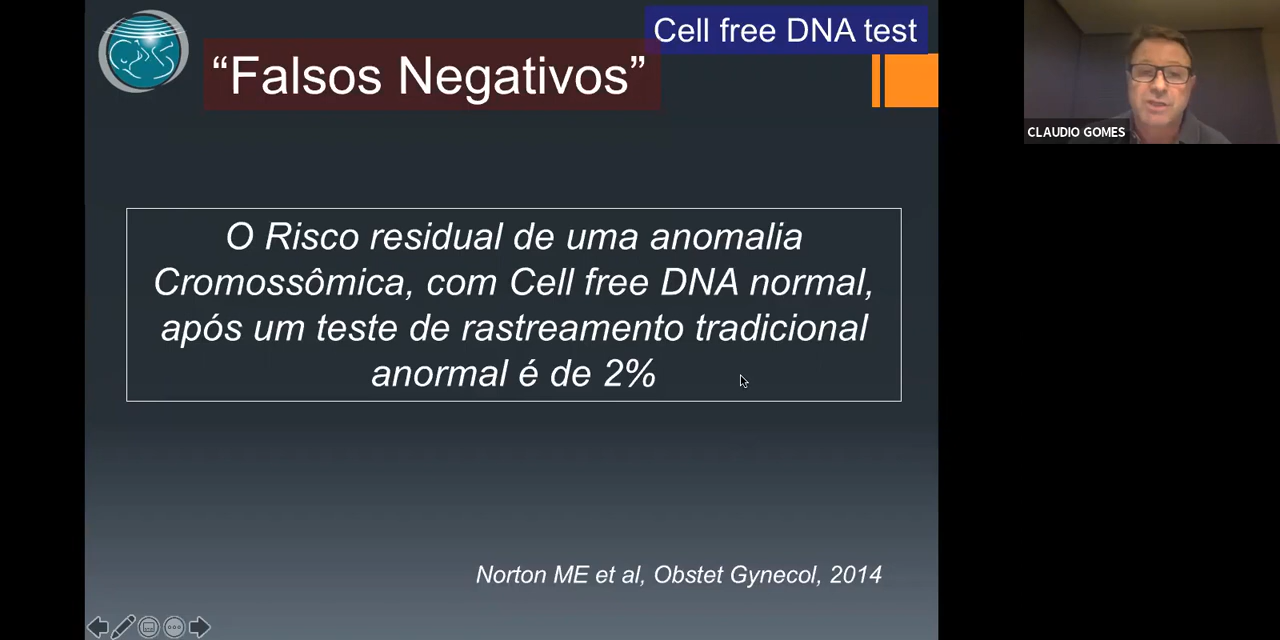 Cell free DNA test
“Falsos Negativos”
CLAUDIO GOMES
O Risco residual de uma anomalia
Cromossômica, com Cell free DNA normal,
após um teste de rastreamento tradicional
anormal é de 2%
Norton ME et al, Obstet Gynecol, 2014